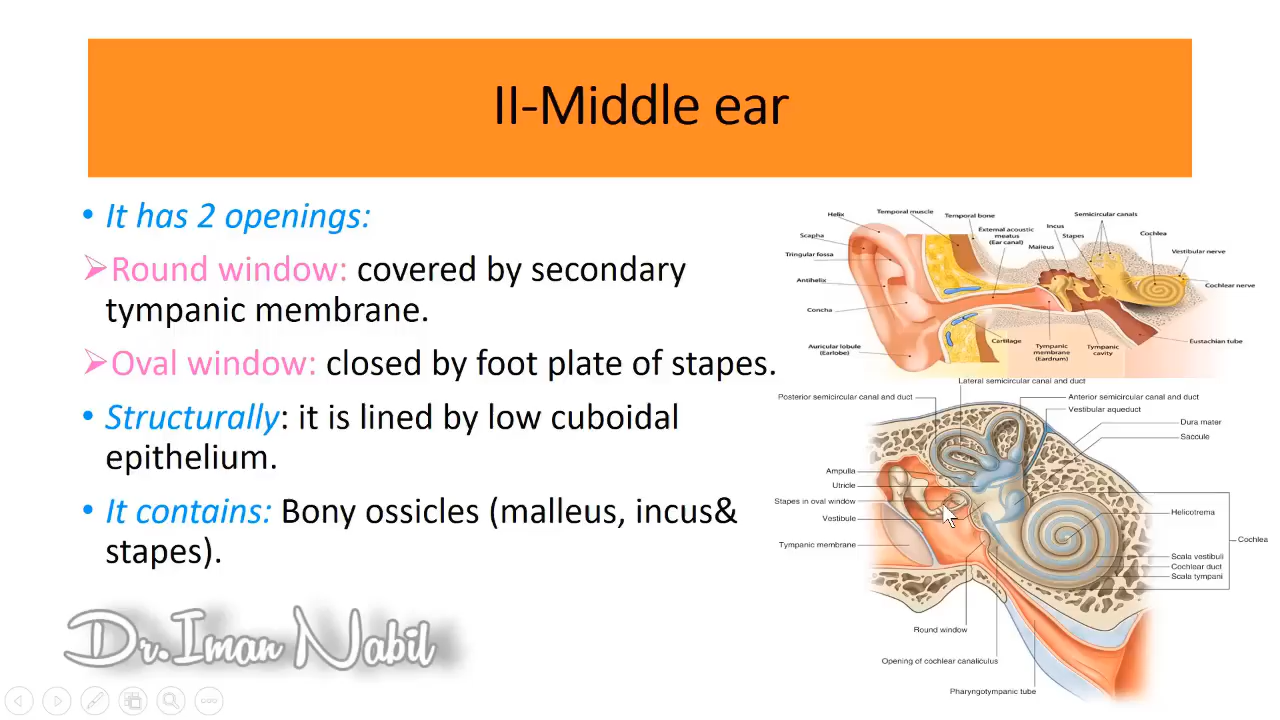 II-Middle ear
• It has 2 openings:
➢Round window: covered by secondary
tympanic membrane.
➢Oval window: closed by foot plate of stapes.
• Structurally: it is lined by low cuboidal
epithelium.
• It contains: Bony ossicles (malleus, incus&
stapes).
Dr.Iman Nabil
Helix
Temporal muscle
Temporal bone
Semicircular canals
Scapha
External acoustic
meatus
(Ear canal)
Incus
Stapes
Cochlea
Malleus
Vestibular nerve
Tringular fossa
Antihelix
Cochlear nerve
Concha
Auricular lobule
(Earlobe)
Cartilage
Tympanic
membrane
(Eardrum)
Tympanic
cavity
Eustachian tube
Lateral semicircular canal and duct
Posterior semicircular canal and duct
Anterior semicircular canal and duct
Vestibular aqueduct
Dura mater
Saccule
Ampulla
Utricle
Stapes in oval window
Vestibule
Tympanic membrane
Helicotrema
Cochlea
Scala vestibuli
Cochlear duct
Scala tympani
Round window
Opening of cochlear canaliculus
Pharyngotympanic tube